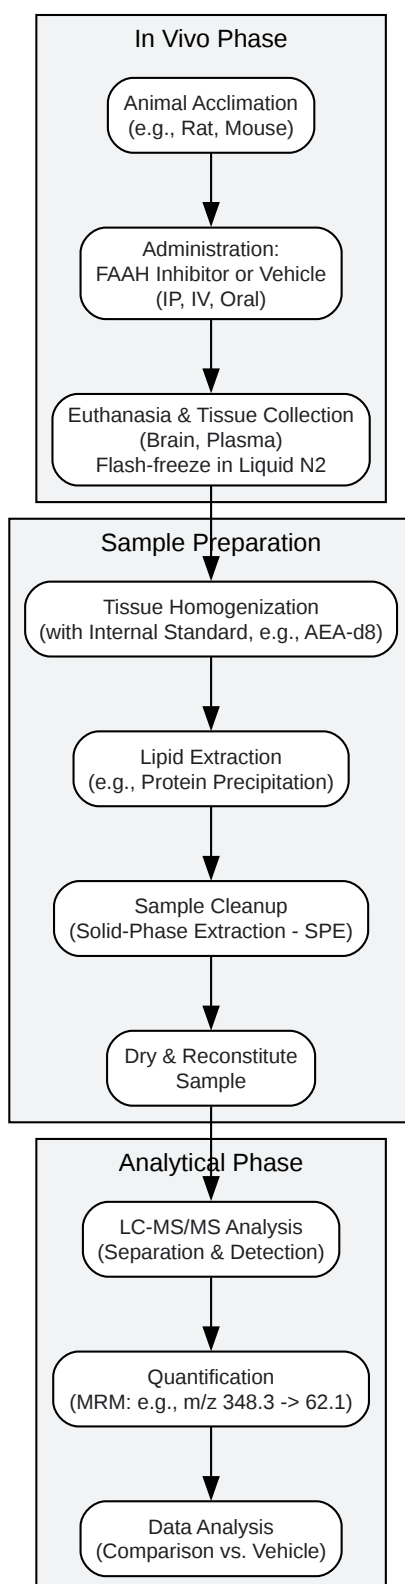 In Vivo Phase
Animal Acclimation
(e.g., Rat, Mouse)
Administration:
FAAH Inhibitor or Vehicle
(IP, IV, Oral)
Euthanasia & Tissue Collection
(Brain, Plasma)
Flash-freeze in Liquid N2
Sample Preparation
Tissue Homogenization
(with Internal Standard, e.g., AEA-d8)
Lipid Extraction
(e.g., Protein Precipitation)
Sample Cleanup
(Solid-Phase Extraction - SPE)
Dry & Reconstitute
Sample
Analytical Phase
LC-MS/MS Analysis
(Separation & Detection)
Quantification
(MRM: e.g., m/z 348.3 -> 62.1)
Data Analysis
(Comparison vs. Vehicle)